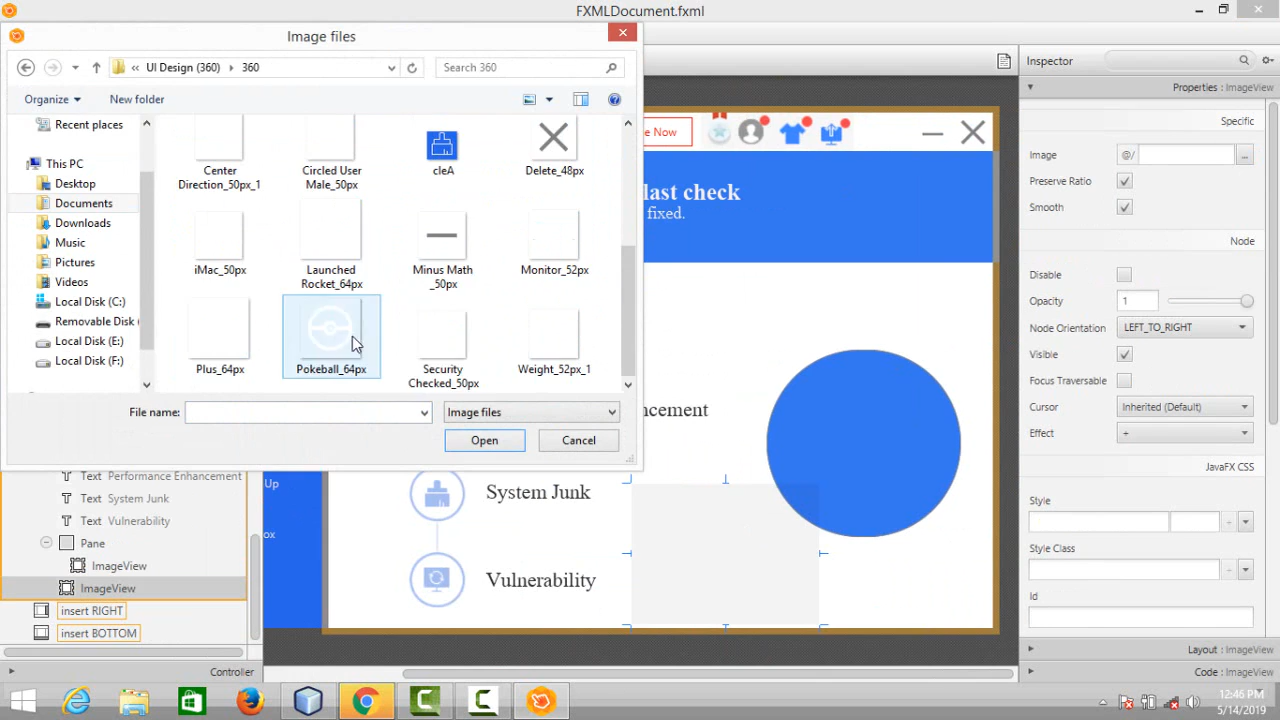 FXMLDocument.fxml
Image files
UI Design (360) 360
Search 360
Organize
New folder
Recent places
This PC
Desktop
Documents
Downloads
Music
Pictures
Videos
Local Disk (C:)
Removable Disk
Local Disk (E:)
Local Disk (F:)
Center
Direction_50px_1
Circled User
Male_50px
cleA
Delete_48px
iMac_50px
Launched
Rocket_64px
Minus Math
_50px
Monitor_52px
Plus_64px
Pokeball_64px
Security
Checked_50px
Weight_52px_1
File name:
Image files
Open
Cancel
e Now
last check
fixed.
ncement
System Junk
Vulnerability
Up
ox
Text Performance Enhancement
Text System Junk
Text Vulnerability
Pane
ImageView
ImageView
insert RIGHT
insert BOTTOM
Controller
Inspector
Properties : ImageView
Specific
Image @/ ...
Preserve Ratio
Smooth
Node
Disable
Opacity 1
Node Orientation LEFT_TO_RIGHT
Visible
Focus Traversable
Cursor Inherited (Default)
Effect +
JavaFX CSS
Style
Style Class
Id
Layout : ImageView
Code : ImageView
12:46 PM
5/14/2019